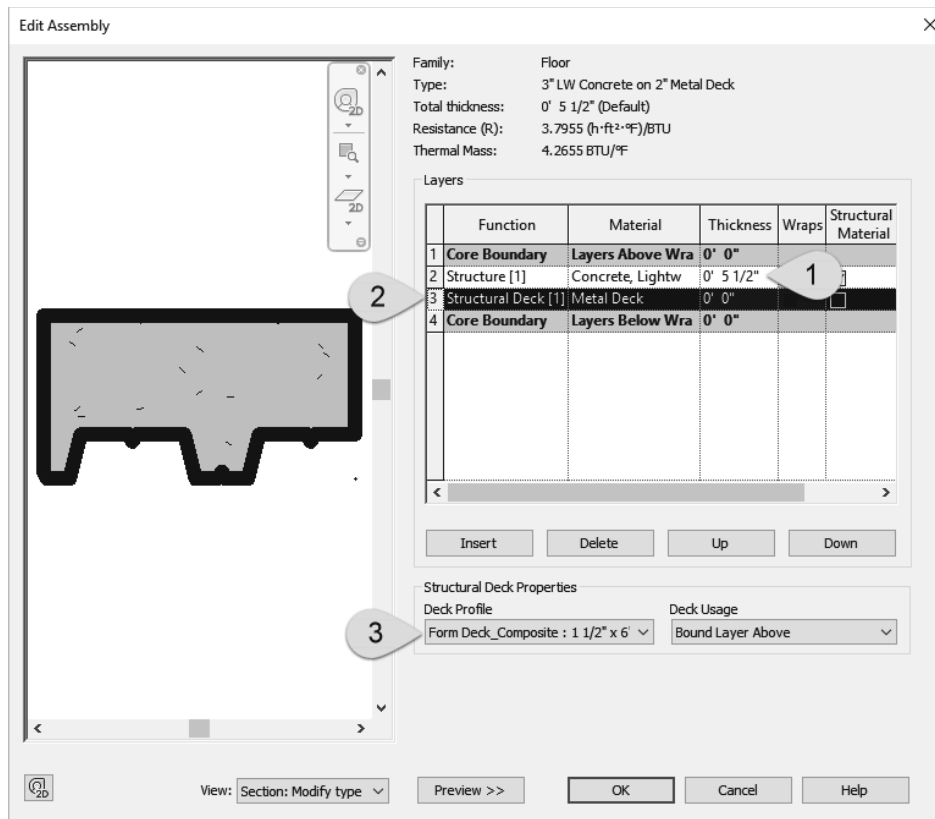 Edit Assembly
2D
2D
Family: Floor
Type: 3" LW Concrete on 2" Metal Deck
Total thickness: 0' 5 1/2" (Default)
Resistance (R): 3.7955 (h·ft²·°F)/BTU
Thermal Mass: 4.2655 BTU/°F
Layers
Function Material Thickness Wraps Structural Material
1 Core Boundary Layers Above Wra 0' 0"
2 Structure [1] Concrete, Lightw 0' 5 1/2" 1
2 3 Structural Deck [1] Metal Deck 0' 0"
4 Core Boundary Layers Below Wra 0' 0"
Insert Delete Up Down
Structural Deck Properties
Deck Profile Deck Usage
3 Form Deck_Composite : 1 1/2" x 6' Bound Layer Above
2D View: Section: Modify type Preview >> OK Cancel Help